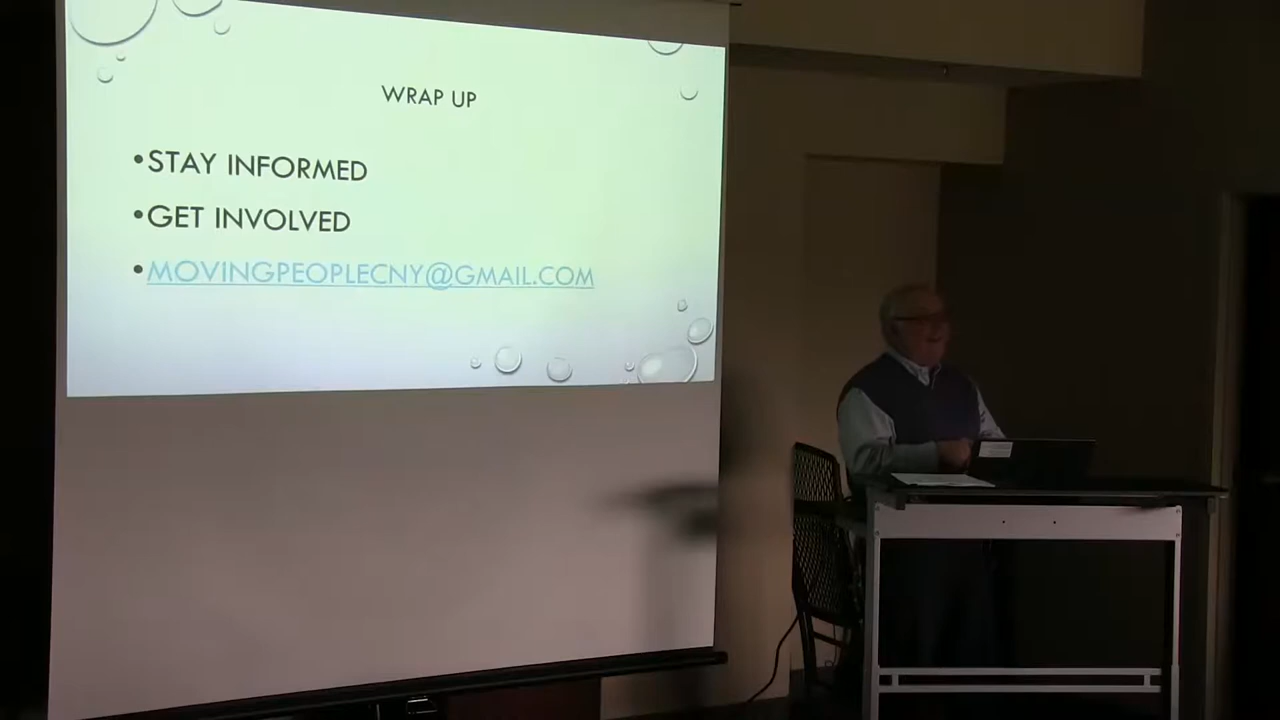 WRAP UP
•STAY INFORMED
•GET INVOLVED
•MOVINGPEOPLECNY@GMAIL.COM